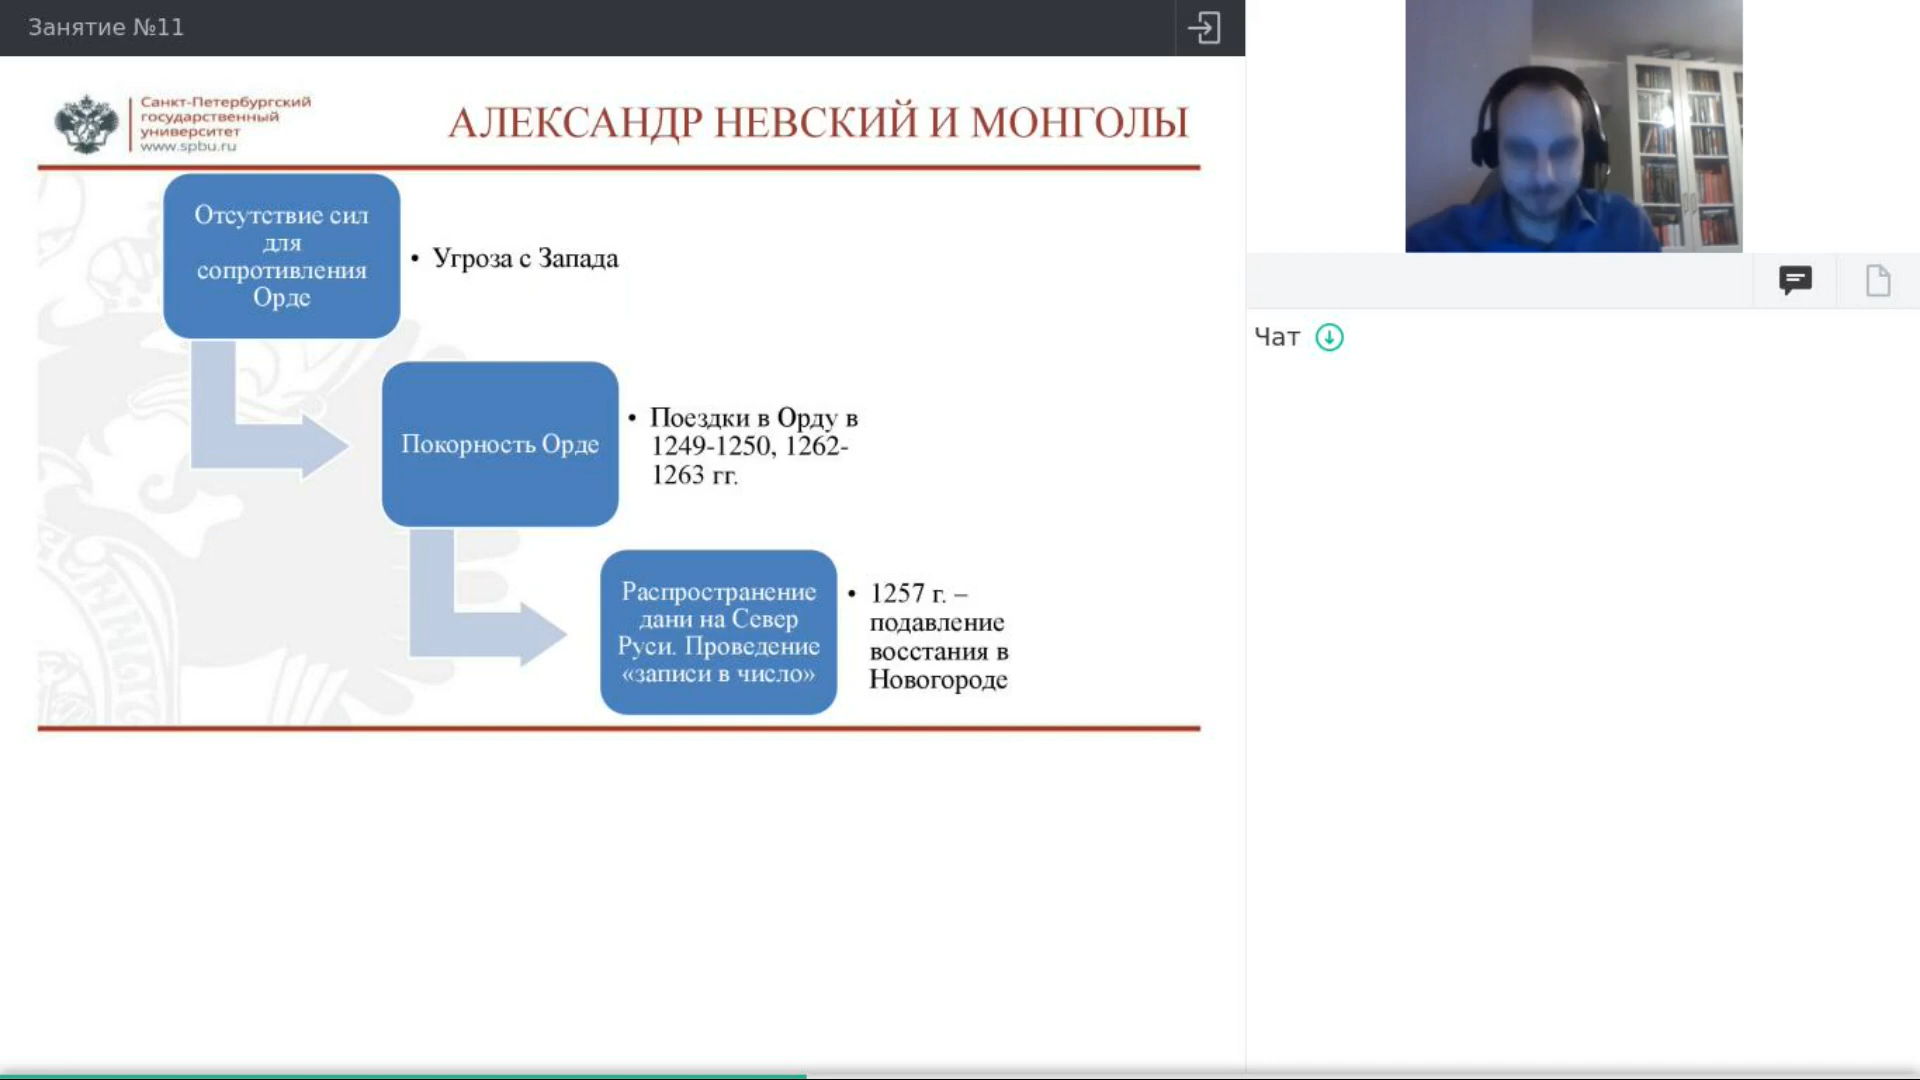 Занятие №11
Санкт-Петербургский
государственный
университет
www.spbu.ru
АЛЕКСАНДР НЕВСКИЙ И МОНГОЛЫ
Отсутствие сил
для
сопротивления
Орде
• Угроза с Запада
Покорность Орде
• Поездки в Орду в
1249-1250, 1262-
1263 гг.
Распространение
дани на Север
Руси. Проведение
«записи в число»
• 1257 г. –
подавление
восстания в
Новогороде
Чат